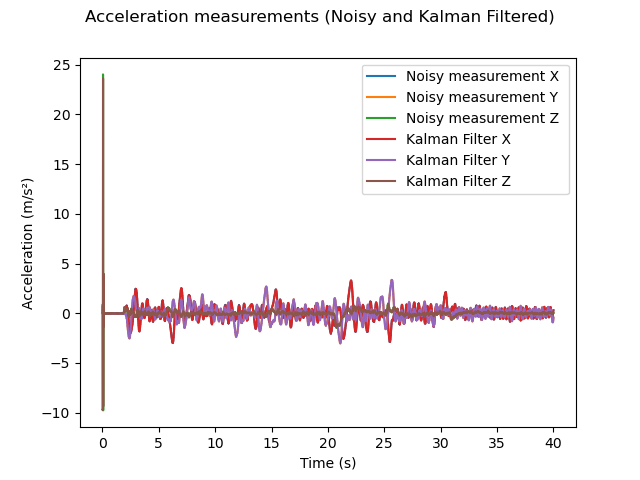 Acceleration measurements (Noisy and Kalman Filtered)
25
20
15
10
5
0
−5
−10
Acceleration (m/s²)
Noisy measurement X
Noisy measurement Y
Noisy measurement Z
Kalman Filter X
Kalman Filter Y
Kalman Filter Z
0 5 10 15 20 25 30 35 40
Time (s)